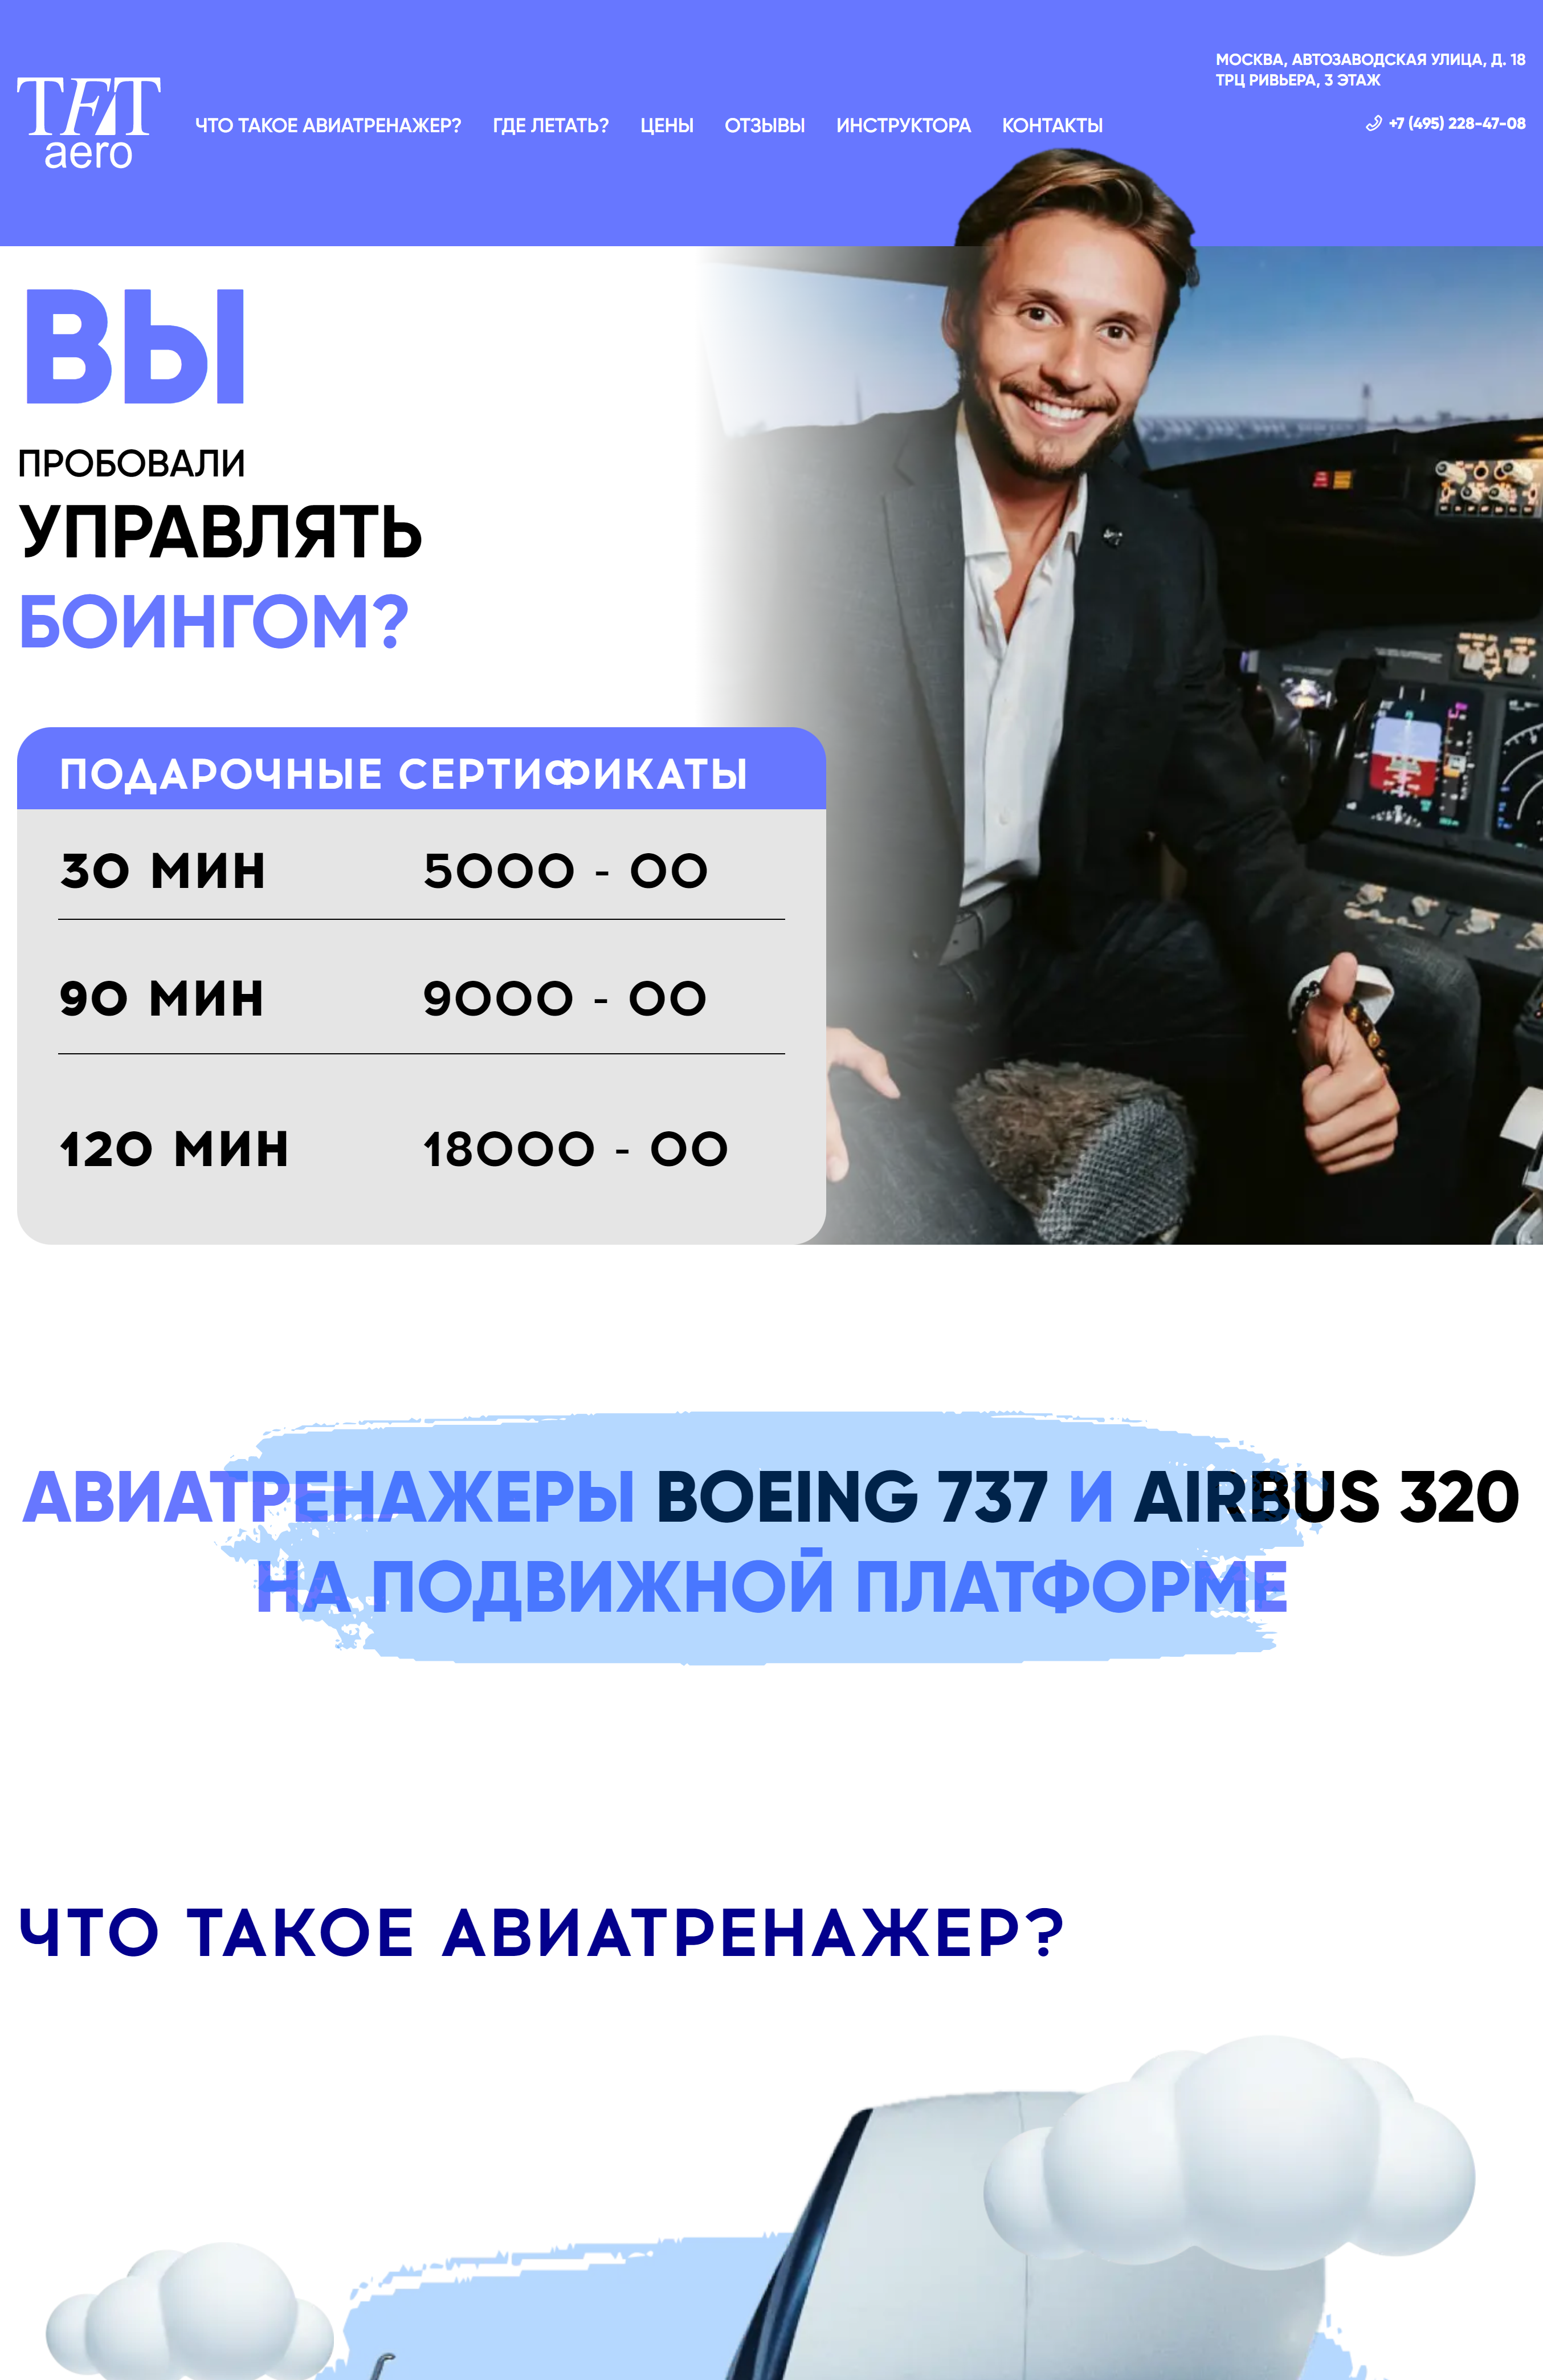 TFT
aero
ЧТО ТАКОЕ АВИАТРЕНАЖЕР? ГДЕ ЛЕТАТЬ? ЦЕНЫ ОТЗЫВЫ ИНСТРУКТОРА КОНТАКТЫ
МОСКВА, АВТОЗАВОДСКАЯ УЛИЦА, Д. 18
ТРЦ РИВЬЕРА, 3 ЭТАЖ
+7 (495) 228-47-08
ВЫ
ПРОБОВАЛИ
УПРАВЛЯТЬ
БОИНГОМ?
ПОДАРОЧНЫЕ СЕРТИФИКАТЫ
30 МИН 5000 - 00
90 МИН 9000 - 00
120 МИН 18000 - 00
АВИАТРЕНАЖЕРЫ BOEING 737 И AIRBUS 320
НА ПОДВИЖНОЙ ПЛАТФОРМЕ
ЧТО ТАКОЕ АВИАТРЕНАЖЕР?